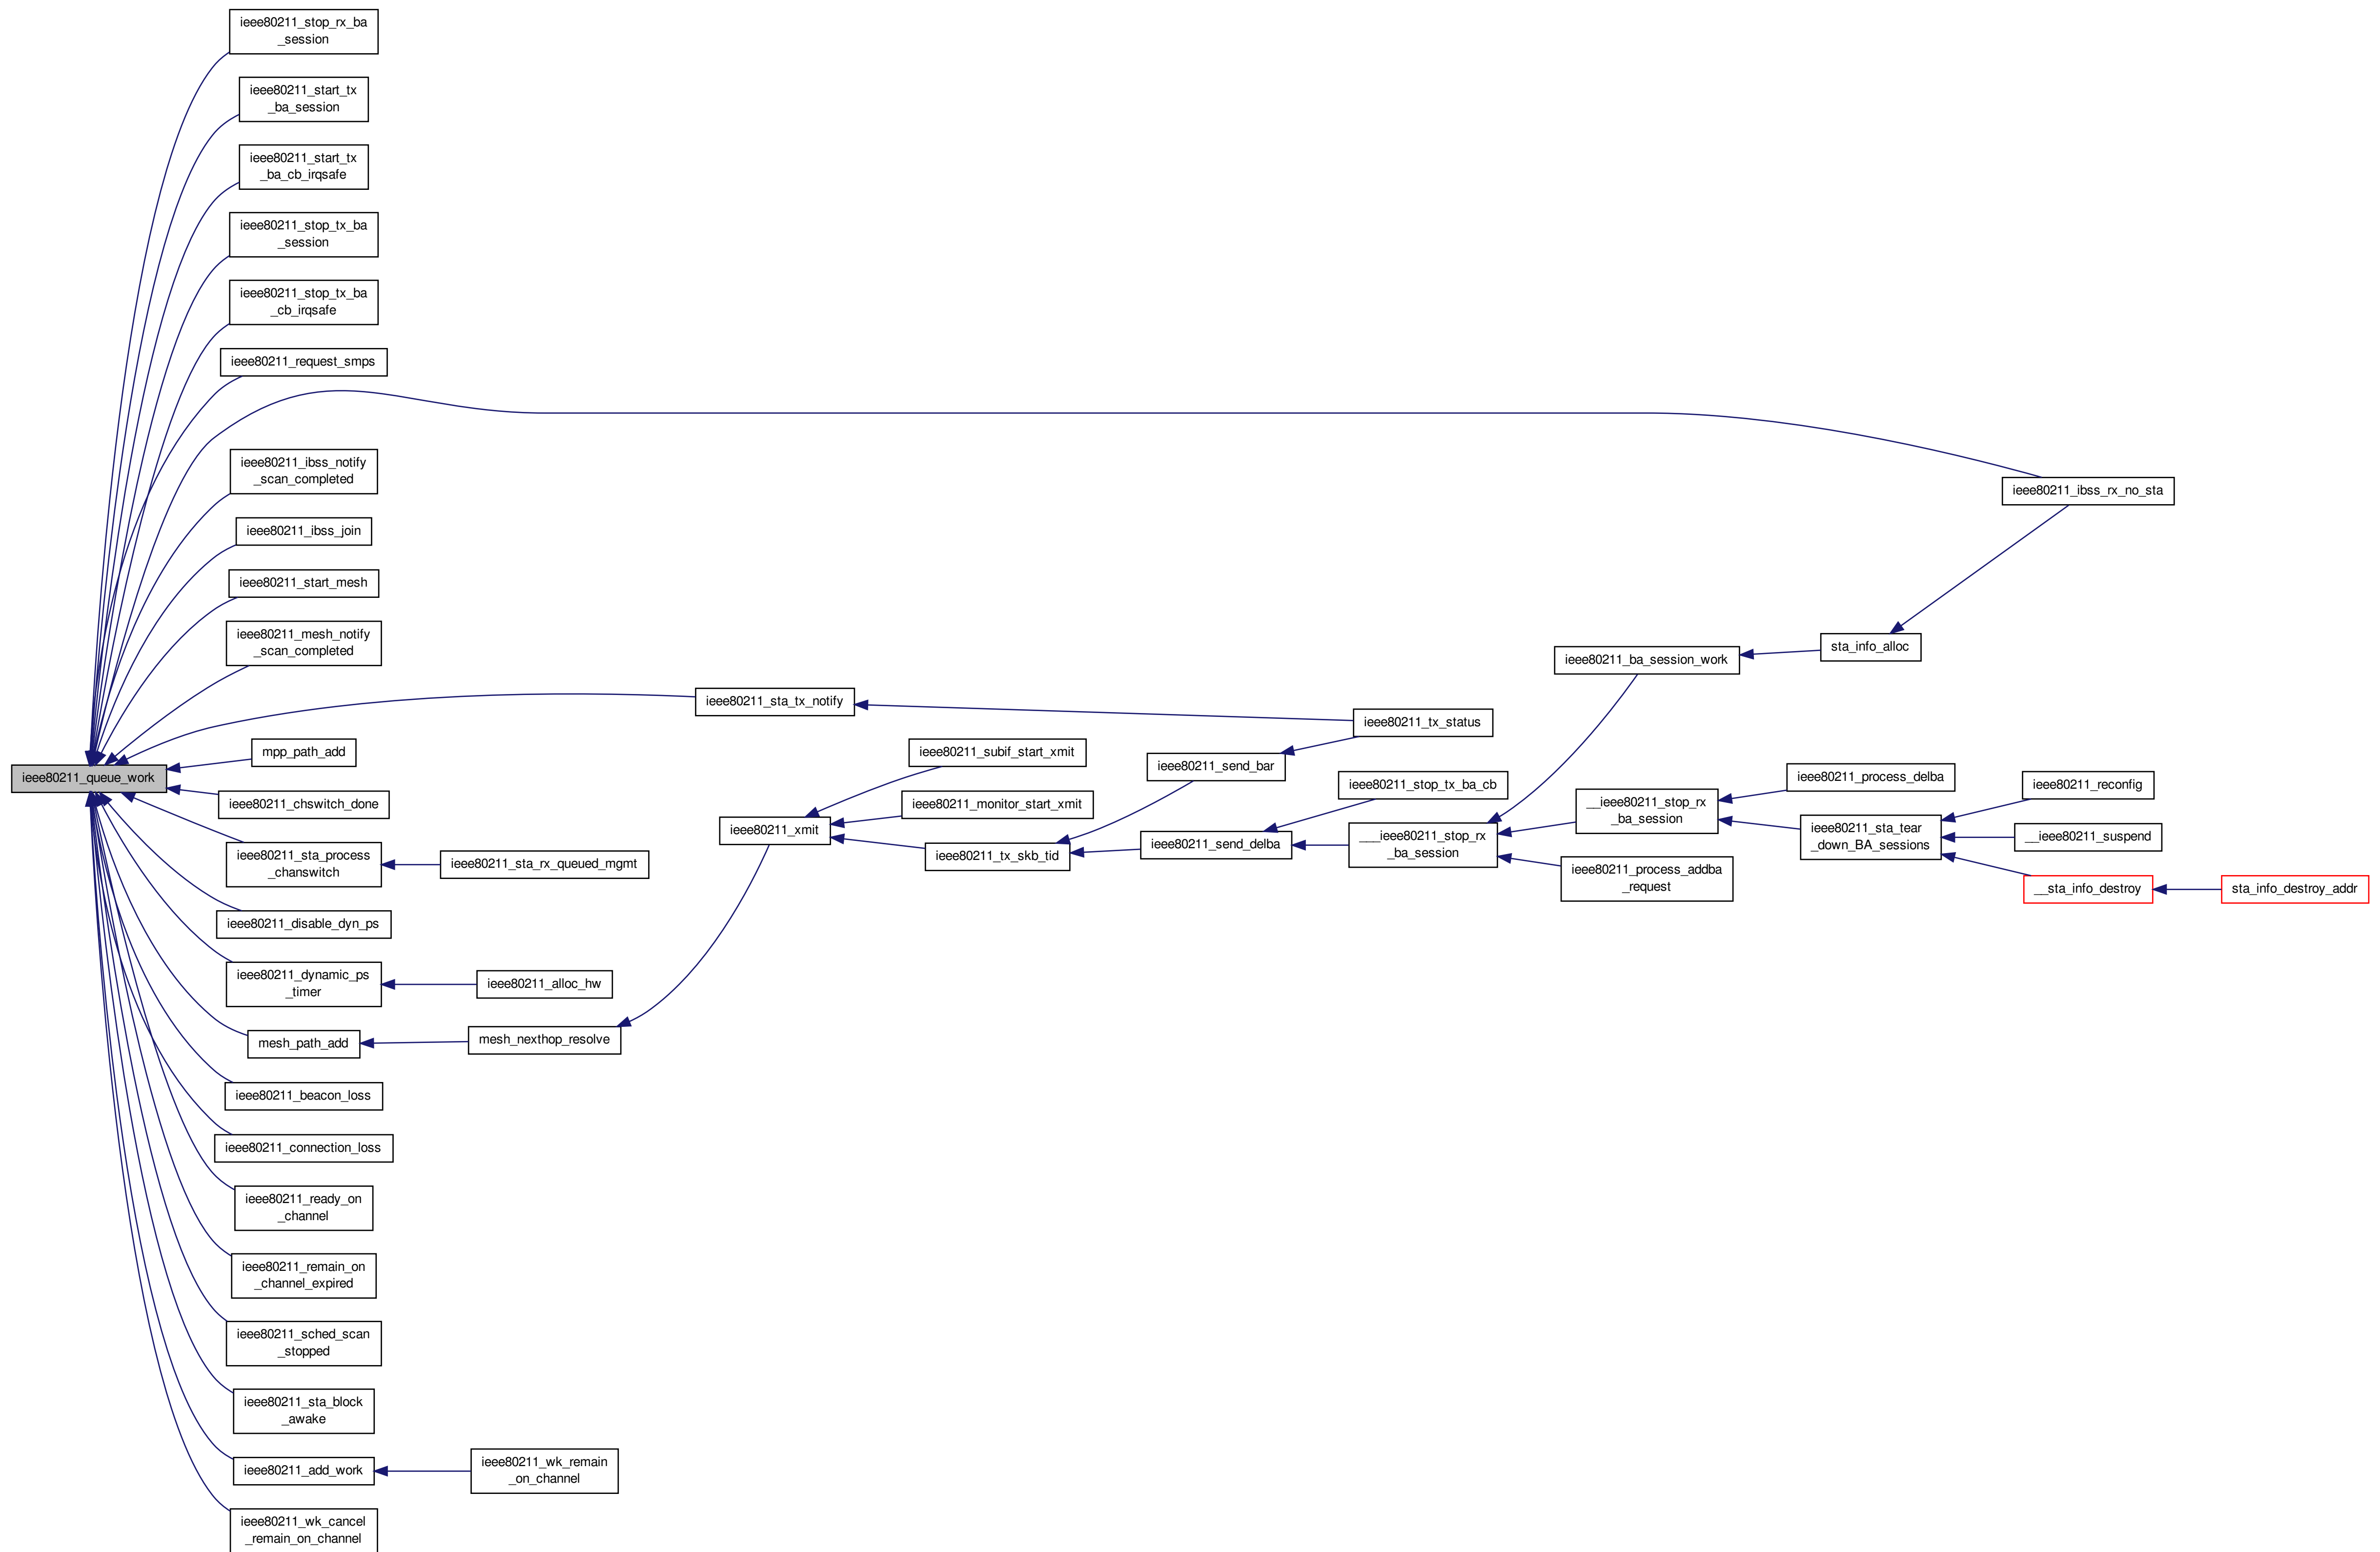 ieee80211_stop_rx_ba
_session
ieee80211_start_tx
_ba_session
ieee80211_start_tx
_ba_cb_irqsafe
ieee80211_stop_tx_ba
_session
ieee80211_stop_tx_ba
_cb_irqsafe
ieee80211_request_smps
ieee80211_ibss_notify
_scan_completed
ieee80211_ibss_join
ieee80211_start_mesh
ieee80211_mesh_notify
_scan_completed
mpp_path_add
ieee80211_queue_work
ieee80211_chswitch_done
ieee80211_sta_process
_chanswitch
ieee80211_disable_dyn_ps
ieee80211_dynamic_ps
_timer
mesh_path_add
ieee80211_beacon_loss
ieee80211_connection_loss
ieee80211_ready_on
_channel
ieee80211_remain_on
_channel_expired
ieee80211_sched_scan
_stopped
ieee80211_sta_block
_awake
ieee80211_add_work
ieee80211_wk_cancel
_remain_on_channel
ieee80211_sta_rx_queued_mgmt
ieee80211_alloc_hw
mesh_nexthop_resolve
ieee80211_wk_remain
_on_channel
ieee80211_sta_tx_notify
ieee80211_xmit
ieee80211_subif_start_xmit
ieee80211_monitor_start_xmit
ieee80211_tx_skb_tid
ieee80211_send_bar
ieee80211_send_delba
ieee80211_tx_status
ieee80211_stop_tx_ba_cb
___ieee80211_stop_rx
_ba_session
ieee80211_ba_session_work
__ieee80211_stop_rx
_ba_session
ieee80211_process_addba
_request
sta_info_alloc
ieee80211_process_delba
ieee80211_sta_tear
_down_BA_sessions
ieee80211_ibss_rx_no_sta
ieee80211_reconfig
__ieee80211_suspend
__sta_info_destroy
sta_info_destroy_addr